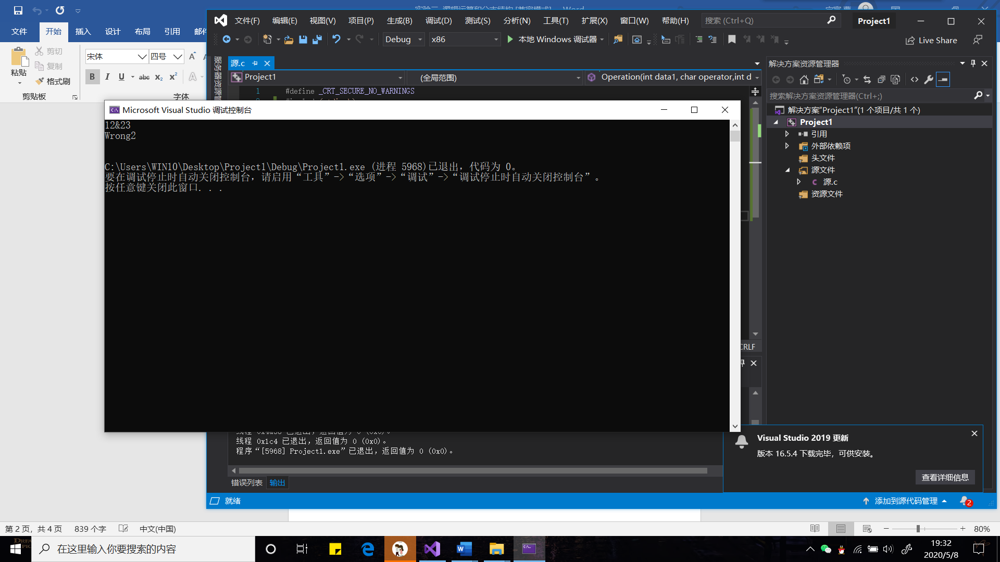 文件
开始
插入
设计
布局
引用
剪切
复制
粘贴
格式刷
剪贴板
宋体
四号
字体
文件(F)
编辑(E)
视图(V)
项目(P)
生成(B)
调试(D)
测试(S)
分析(N)
工具(T)
扩展(X)
窗口(W)
帮助(H)
搜索 (Ctrl+Q)
Project1
Debug
x86
本地 Windows 调试器
Live Share
源.c
Project1
(全局范围)
Operation(int data1, char operator,int d
1
#define _CRT_SECURE_NO_WARNINGS
Microsoft Visual Studio 调试控制台
12&23
Wrong2
C:\Users\WIN10\Desktop\Project1\Debug\Project1.exe (进程 5968)已退出，代码为 0。
要在调试停止时自动关闭控制台，请启用“工具”->“选项”->“调试”->“调试停止时自动关闭控制台”。
按任意键关闭此窗口. . .
解决方案资源管理器
搜索解决方案资源管理器(Ctrl+;)
解决方案“Project1”(1 个项目/共 1 个)
Project1
引用
外部依赖项
头文件
源文件
源.c
资源文件
CRLF
线程 0x1c4 已退出，返回值为 0 (0x0)。
程序“[5968] Project1.exe”已退出，返回值为 0 (0x0)。
错误列表
输出
Visual Studio 2019 更新
版本 16.5.4 下载完毕，可供安装。
查看详细信息
就绪
添加到源代码管理
2
第 2 页，共 4 页
839 个字
中文(中国)
80%
在这里输入你要搜索的内容
19:32
2020/5/8